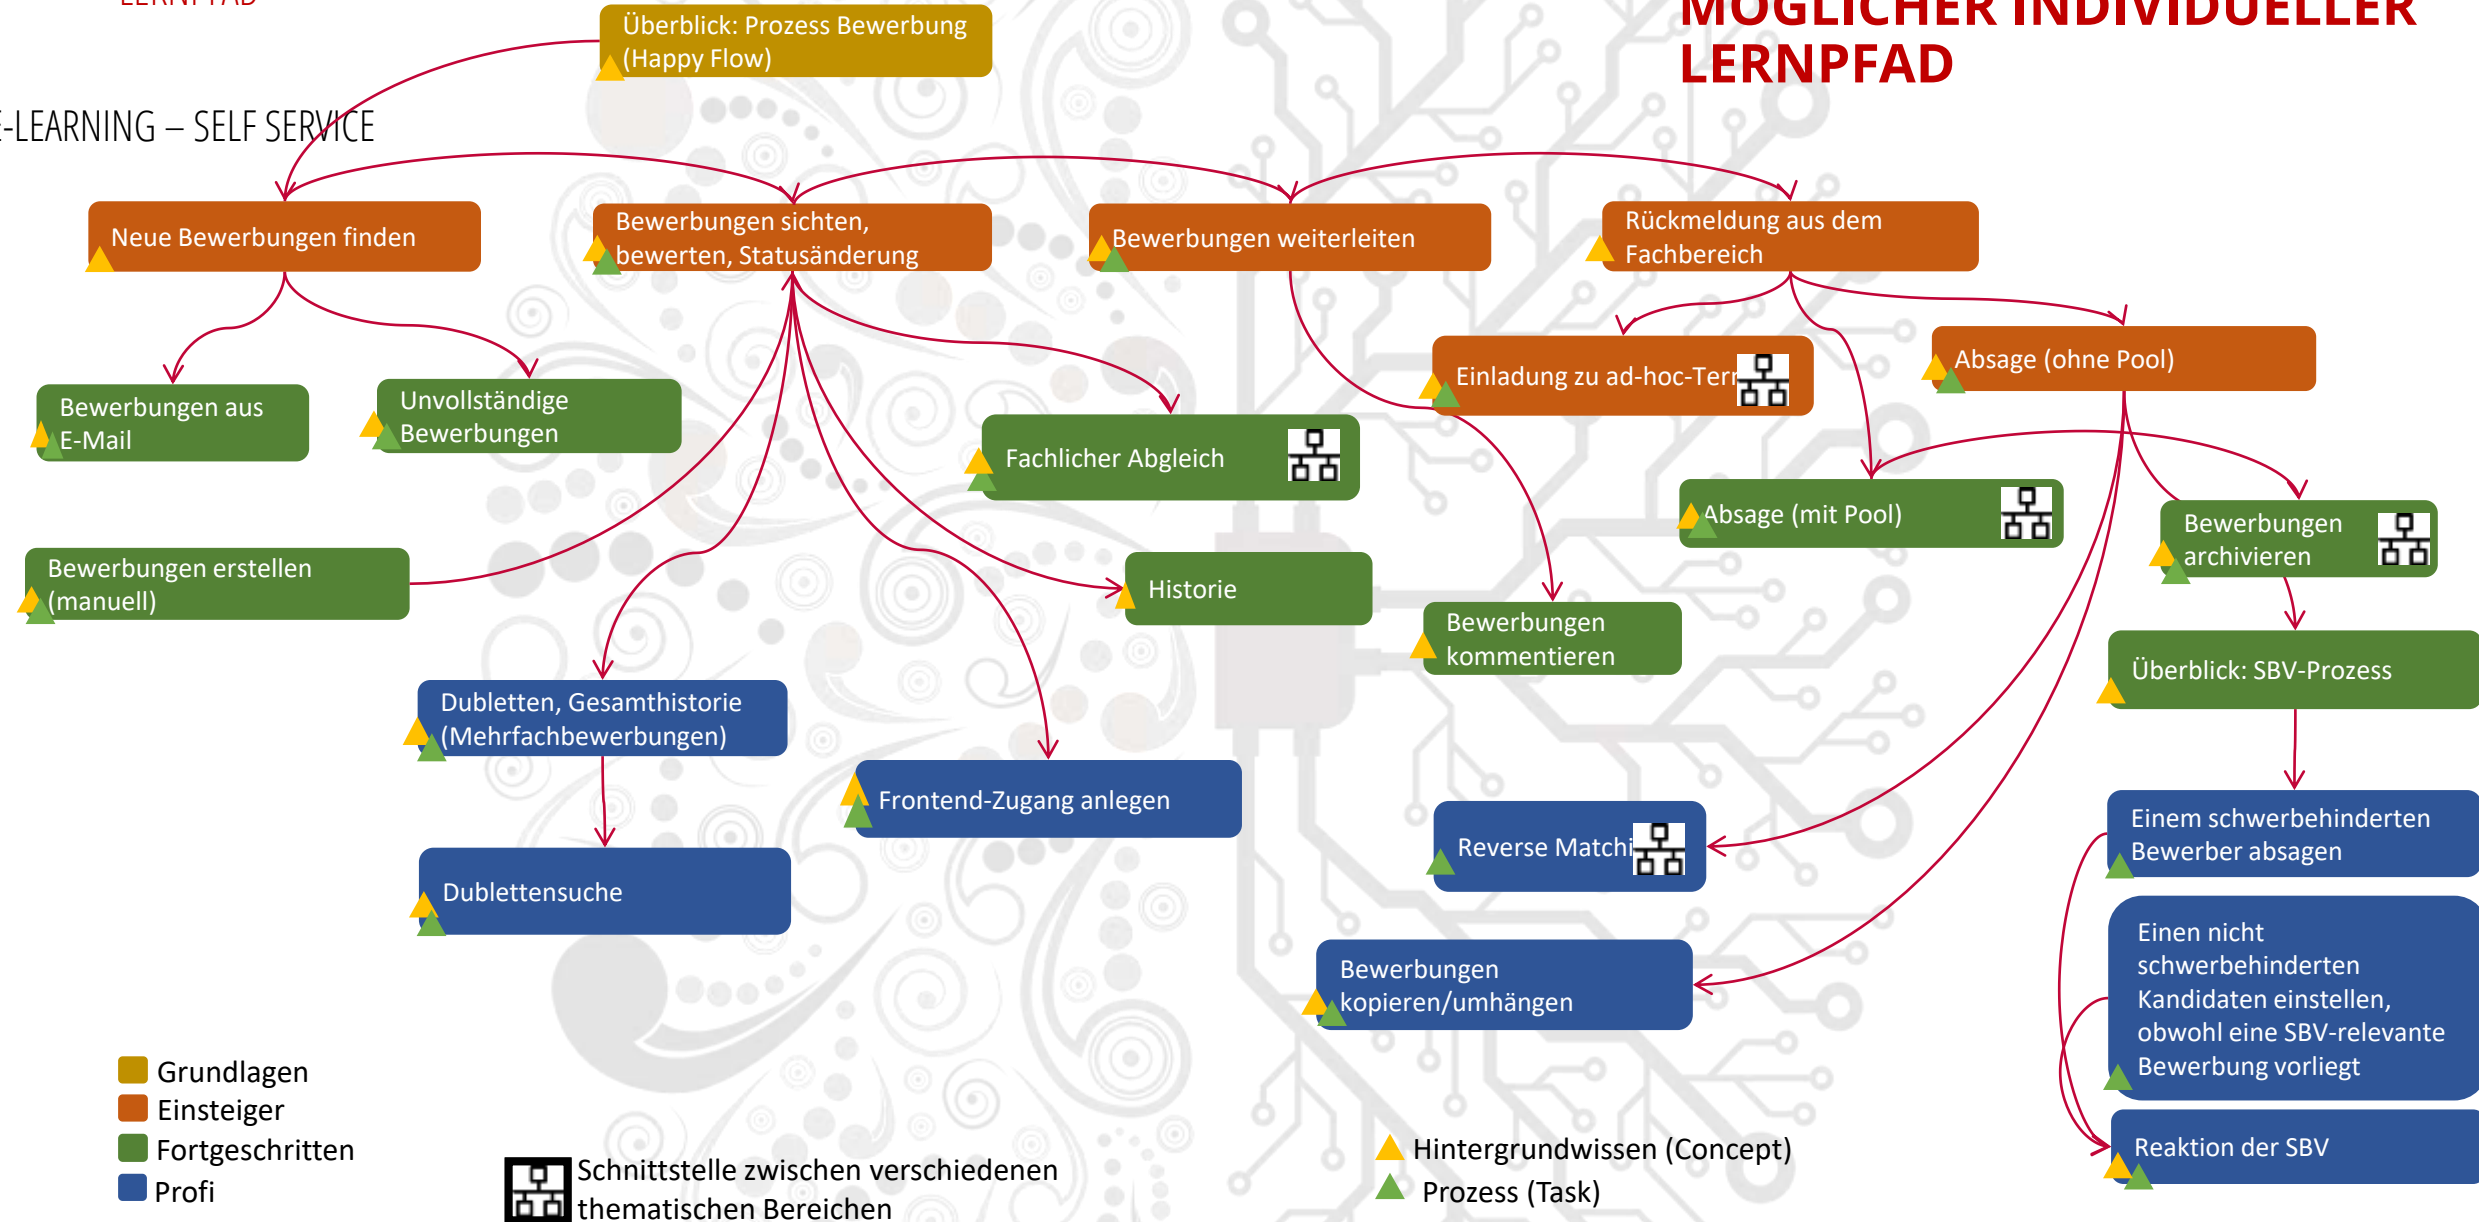 LERNPFAD
MÖGLICHER INDIVIDUELLER
LERNPFAD
E-LEARNING – SELF SERVICE
Überblick: Prozess Bewerbung
(Happy Flow)
Neue Bewerbungen finden
Bewerbungen sichten,
bewerten, Statusänderung
Bewerbungen weiterleiten
Rückmeldung aus dem
Fachbereich
Einladung zu ad-hoc-Terr
Absage (ohne Pool)
Bewerbungen aus
E-Mail
Unvollständige
Bewerbungen
Fachlicher Abgleich
Absage (mit Pool)
Bewerbungen
archivieren
Bewerbungen erstellen
(manuell)
Historie
Bewerbungen
kommentieren
Überblick: SBV-Prozess
Dubletten, Gesamthistorie
(Mehrfachbewerbungen)
Frontend-Zugang anlegen
Reverse Matchi
Einem schwerbehinderten
Bewerber absagen
Dublettensuche
Einen nicht
schwerbehinderten
Kandidaten einstellen,
obwohl eine SBV-relevante
Bewerbung vorliegt
Bewerbungen
kopieren/umhängen
Reaktion der SBV
Grundlagen
Einsteiger
Fortgeschritten
Profi
Schnittstelle zwischen verschiedenen
thematischen Bereichen
Hintergrundwissen (Concept)
Prozess (Task)